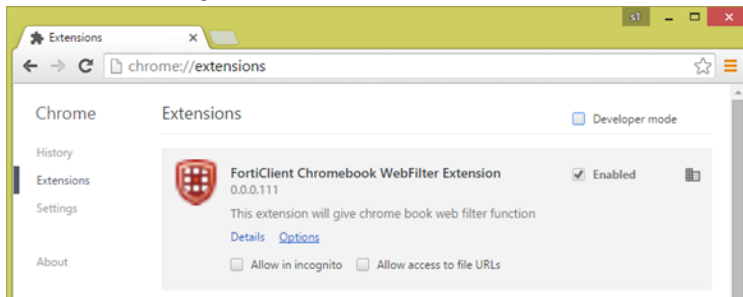 s1
Extensions
chrome://extensions
Chrome
Extensions
Developer mode
History
Extensions
Settings
About
FortiClient Chromebook WebFilter Extension
Enabled
0.0.0.111
This extension will give chrome book web filter function
Details Options
Allow in incognito Allow access to file URLs